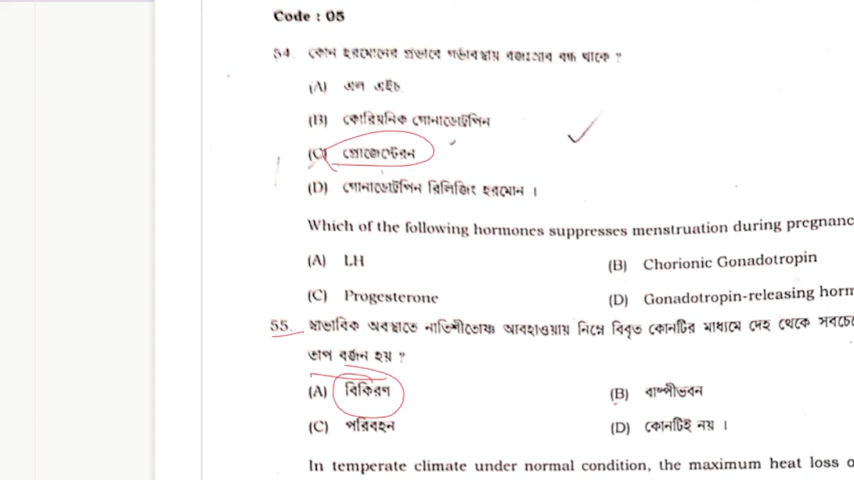 Code : 05
54. কোন হরমোনের প্রভাবে গর্ভাবস্থায় রজঃস্রাব বন্ধ থাকে ?
(A) এল এইচ
(B) কোরিয়নিক গোনাডোট্রপিন
(C) প্রোজেস্টেরন
(D) গোনাডোট্রপিন রিলিজিং হরমোন ।
Which of the following hormones suppresses menstruation during pregnanc
(A) LH (B) Chorionic Gonadotropin
(C) Progesterone (D) Gonadotropin-releasing horm
55. স্বাভাবিক অবস্থাতে নাতিশীতোষ্ণ আবহাওয়ায় নিম্নে বিবৃত কোনটির মাধ্যমে দেহ থেকে সবচে
তাপ বর্জন হয় ?
(A) বিকিরণ (B) বাষ্পীভবন
(C) পরিবহন (D) কোনটিই নয় ।
In temperate climate under normal condition, the maximum heat loss o